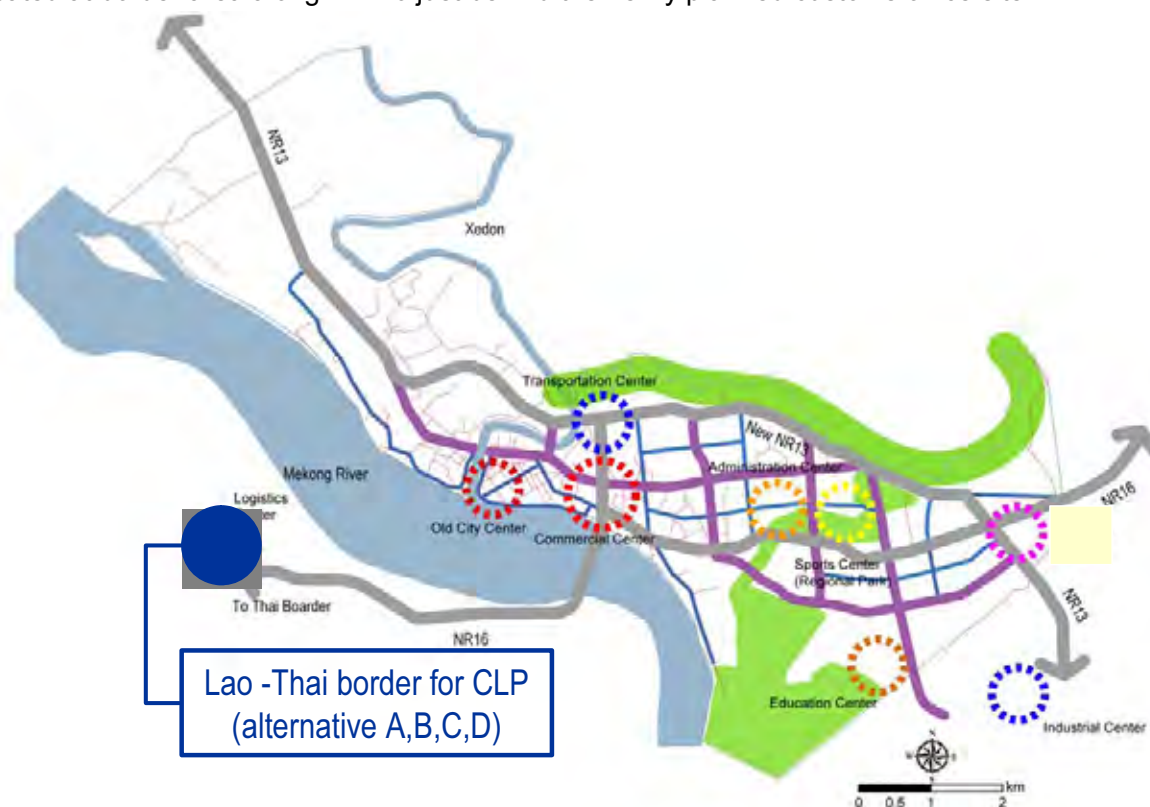 NR13
Xedon
Transportation Center
New NR13
Mekong River
Administration Center
Logistics
NR16
Old City Center
Commercial Center
Sports Center
(Regional Park)
To Thai Boarder
NR13
NR16
Lao -Thai border for CLP
(alternative A,B,C,D)
Education Center
Industrial Center
N
W
E
S
km
0 0.5 1 2